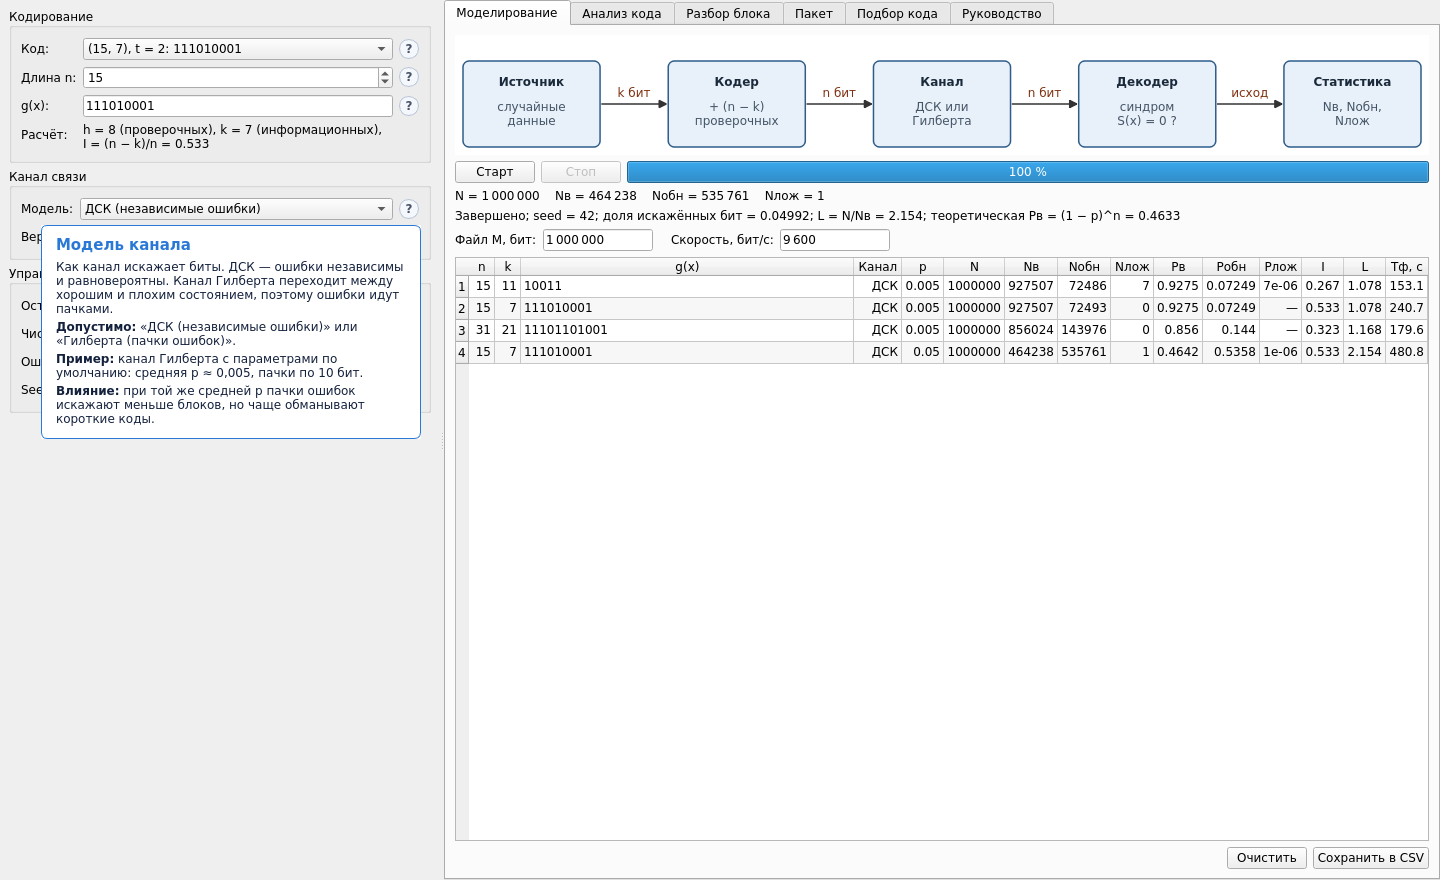 Кодирование
Код: (15, 7), t = 2: 111010001 ?
Длина n: 15 ?
g(x): 111010001 ?
Расчёт: h = 8 (проверочных), k = 7 (информационных),
I = (n − k)/n = 0.533
Канал связи
Модель: ДСК (независимые ошибки) ?
Модель канала
Как канал искажает биты. ДСК — ошибки независимы
и равновероятны. Канал Гилберта переходит между
хорошим и плохим состоянием, поэтому ошибки идут
пачками.
Допустимо: «ДСК (независимые ошибки)» или
«Гилберта (пачки ошибок)».
Пример: канал Гилберта с параметрами по
умолчанию: средняя p ≈ 0,005, пачки по 10 бит.
Влияние: при той же средней p пачки ошибок
искажают меньше блоков, но чаще обманывают
короткие коды.
Моделирование Анализ кода Разбор блока Пакет Подбор кода Руководство
Источник
случайные
данные
k бит
Кодер
+ (n − k)
проверочных
n бит
Канал
ДСК или
Гилберта
n бит
Декодер
синдром
S(x) = 0 ?
исход
Статистика
Nв, Nобн,
Nлож
Старт Стоп 100 %
N = 1 000 000 Nв = 464 238 Nобн = 535 761 Nлож = 1
Завершено; seed = 42; доля искажённых бит = 0.04992; L = N/Nв = 2.154; теоретическая Pв = (1 − p)^n = 0.4633
Файл М, бит: 1 000 000 Скорость, бит/с: 9 600
n k g(x) Канал p N Nв Nобн Nлож Pв Pобн Pлож I L Tф, с
1 15 11 10011 ДСК 0.005 1000000 927507 72486 7 0.9275 0.07249 7e-06 0.267 1.078 153.1
2 15 7 111010001 ДСК 0.005 1000000 927507 72493 0 0.9275 0.07249 — 0.533 1.078 240.7
3 31 21 11101101001 ДСК 0.005 1000000 856024 143976 0 0.856 0.144 — 0.323 1.168 179.6
4 15 7 111010001 ДСК 0.05 1000000 464238 535761 1 0.4642 0.5358 1e-06 0.533 2.154 480.8
Очистить Сохранить в CSV